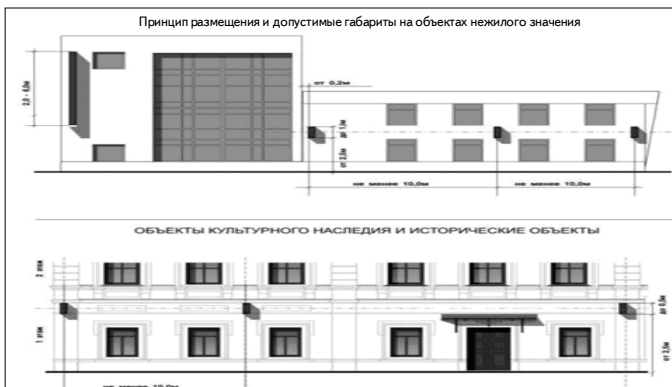 Принцип размещения и допустимые габариты на объектах нежилого значения
от 0,2м
2,0 - 6,0м
до 1,0м
от 2,5м
не менее 10,0м
не менее 10,0м
ОБЪЕКТЫ КУЛЬТУРНОГО НАСЛЕДИЯ И ИСТОРИЧЕСКИЕ ОБЪЕКТЫ
2 этаж
1 этаж
до 0,5м
от 2,5м
не менее 10,0м